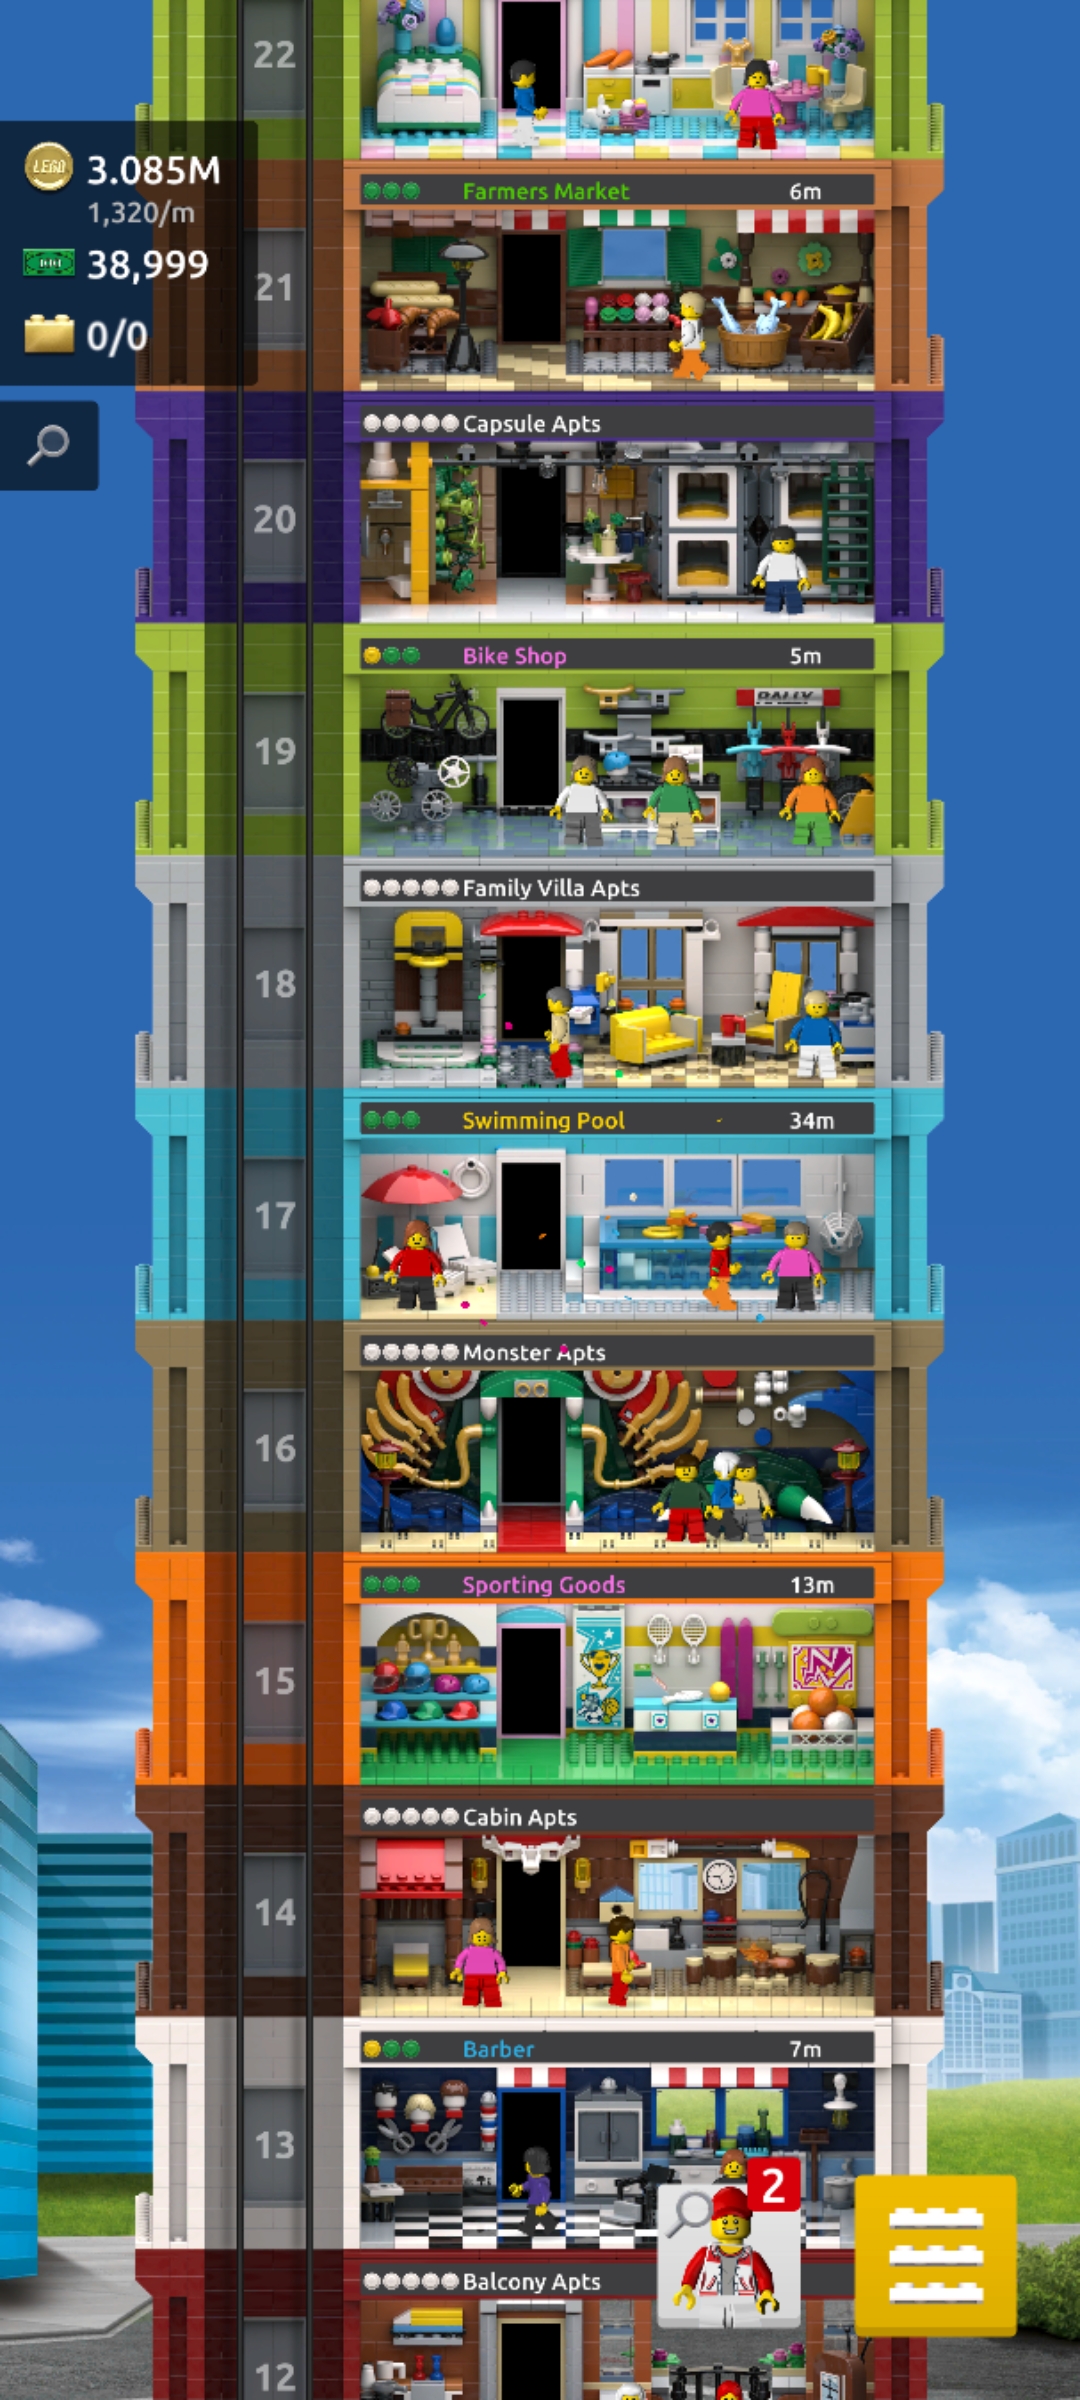 22
LEGO
3.085M
1,320/m
38,999
0/0
Farmers Market 6m
21
Capsule Apts
20
Bike Shop 5m
RALLY
19
Family Villa Apts
18
Swimming Pool 34m
17
Monster Apts
16
Sporting Goods 13m
15
Cabin Apts
14
Barber 7m
13
2
Balcony Apts
12